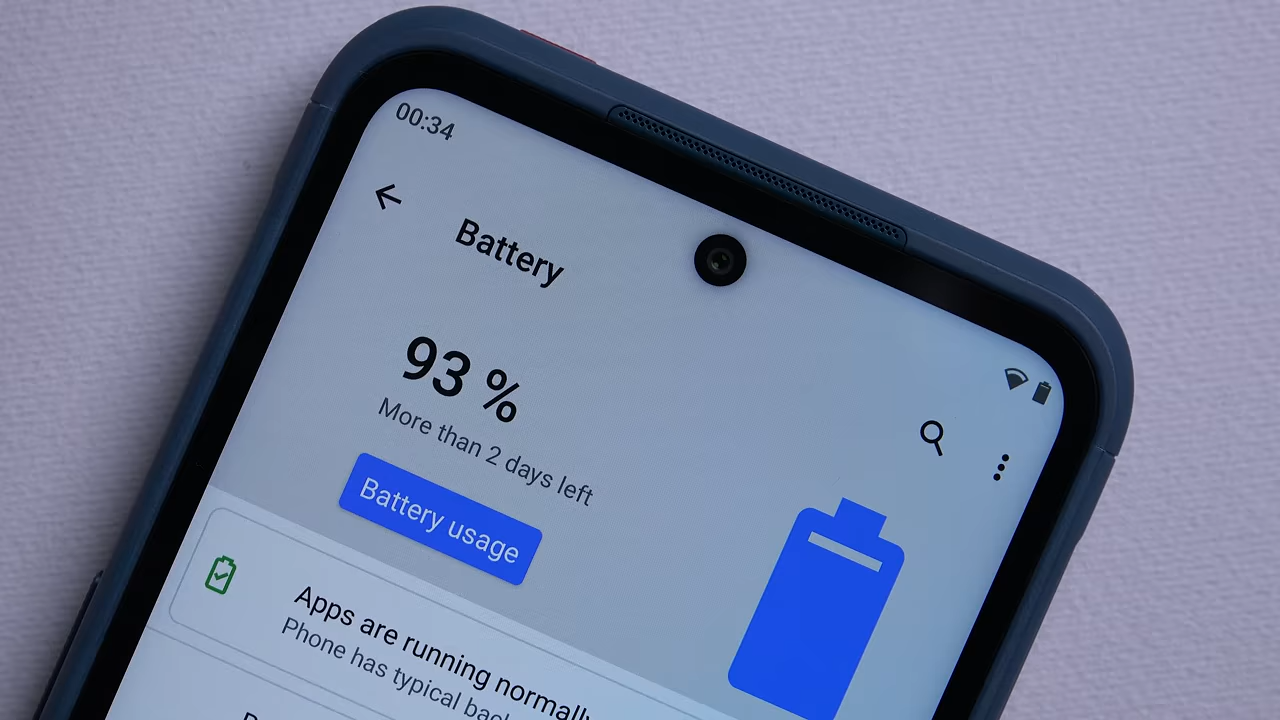 00:34
Battery
93 %
More than 2 days left
Battery usage
Apps are running normally
Phone has typical